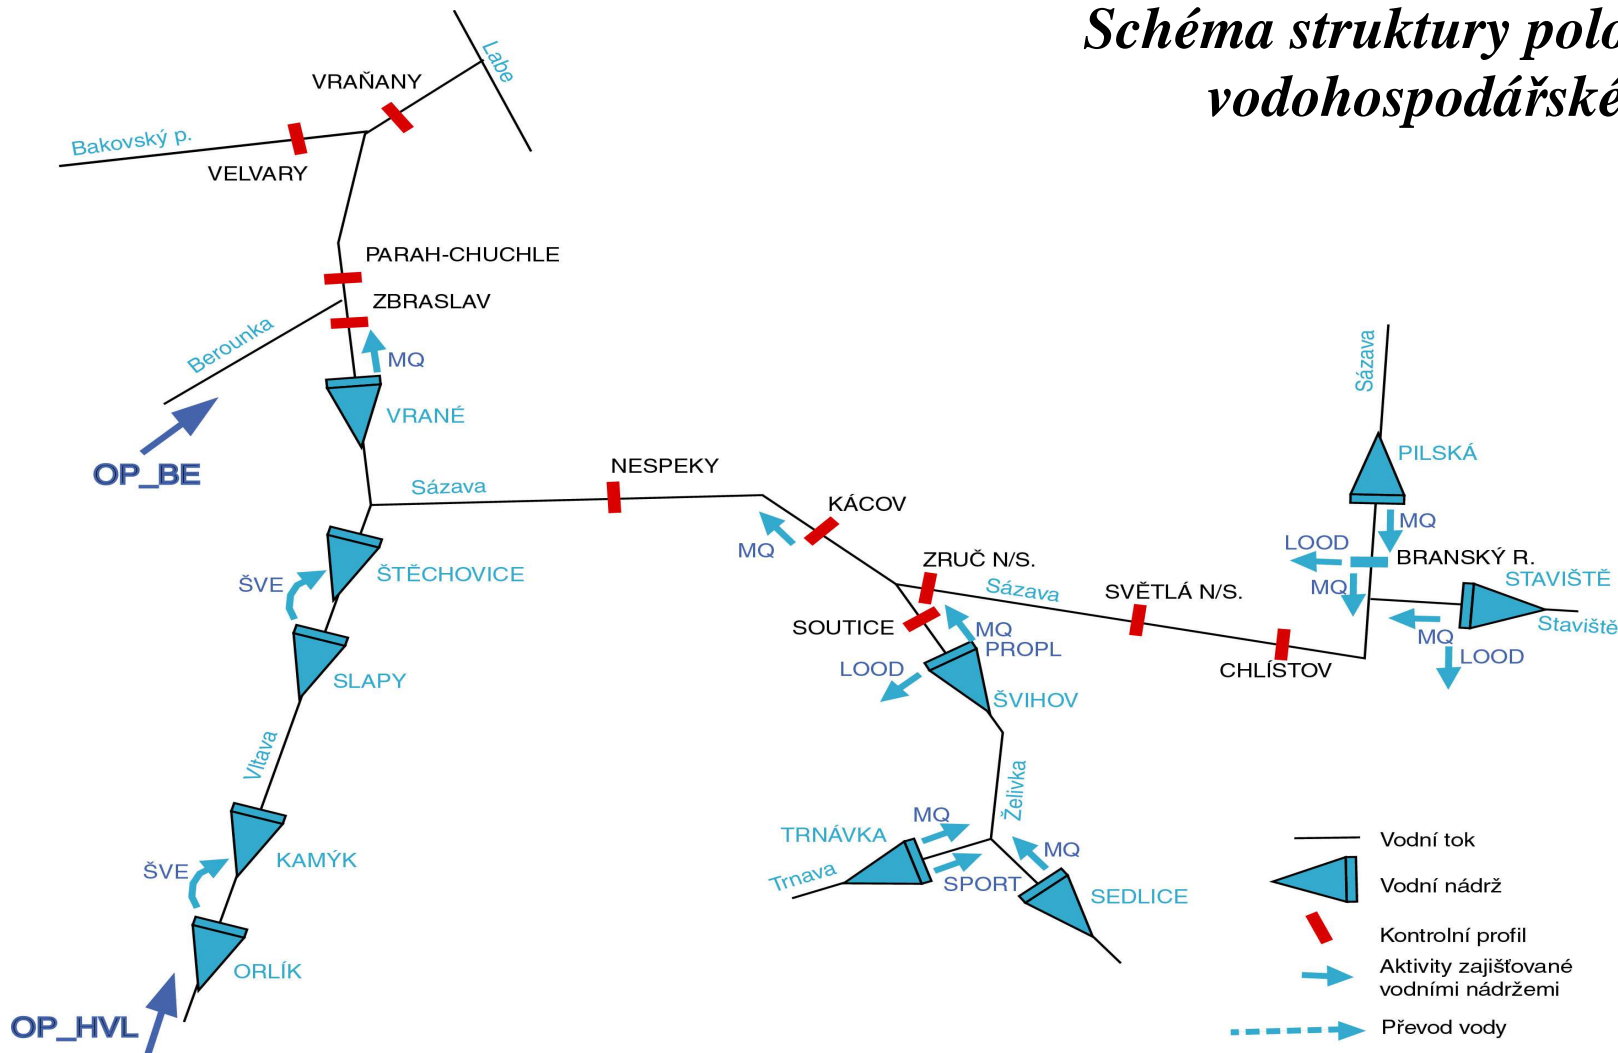 Schéma struktury polo
vodohospodářské
Labe
VRAŇANY
Bakovský p.
VELVARY
PARAH-CHUCHLE
ZBRASLAV
Berounka
MQ
VRANÉ
OP_BE
Sázava
NESPEKY
KÁCOV
MQ
Sázava
PILSKÁ
MQ
LOOD
BRANSKÝ R.
MQ
STAVIŠTĚ
Staviště
MQ
LOOD
ZRUČ N/S.
Sázava
SVĚTLÁ N/S.
CHLÍSTOV
SOUTICE
MQ
PROPL
LOOD
ŠVIHOV
ŠVE
ŠTĚCHOVICE
SLAPY
Vltava
Želivka
MQ
TRNÁVKA
Trnava
SPORT
MQ
SEDLICE
ŠVE
KAMÝK
ORLÍK
OP_HVL
Vodní tok
Vodní nádrž
Kontrolní profil
Aktivity zajišťované
vodními nádržemi
Převod vody